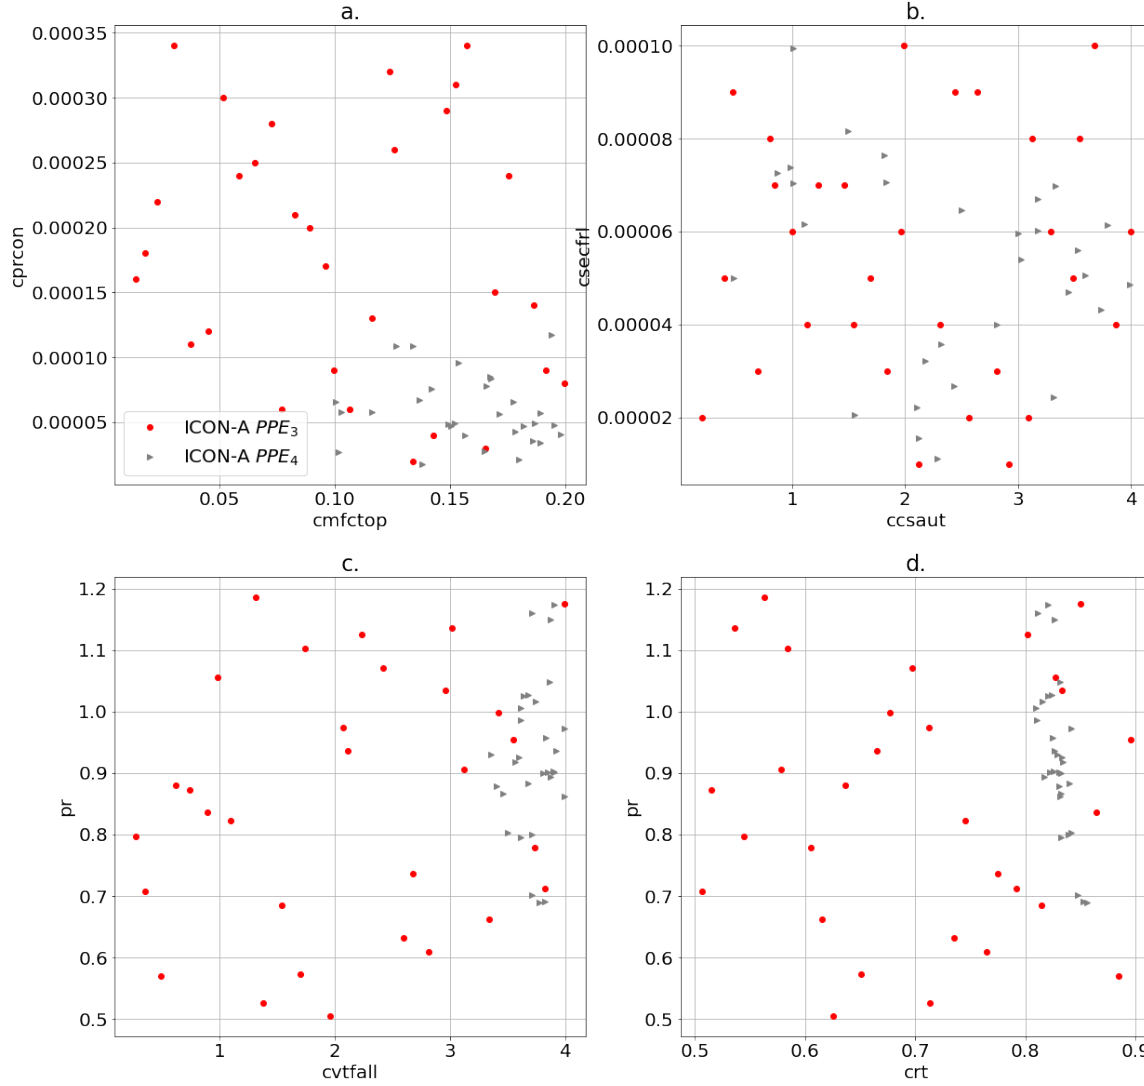 a.
0.00035
0.00030
0.00025
0.00020
0.00015
0.00010
0.00005
cprcon
ICON-A PPE₃
ICON-A PPE₄
0.05 0.10 0.15 0.20
cmfctop
b.
0.00010
0.00008
0.00006
0.00004
0.00002
csecfrl
1 2 3 4
ccsaut
c.
1.2
1.1
1.0
0.9
0.8
0.7
0.6
0.5
pr
1 2 3 4
cvtfall
d.
1.2
1.1
1.0
0.9
0.8
0.7
0.6
0.5
pr
0.5 0.6 0.7 0.8 0.9
crt